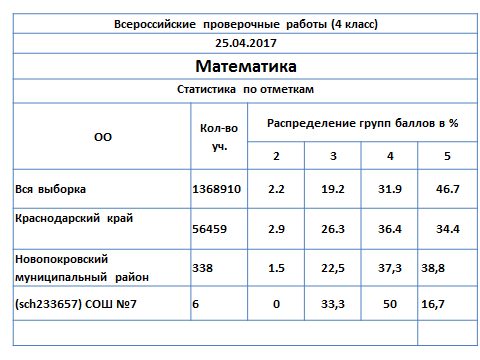 Всероссийские проверочные работы (4 класс)
25.04.2017
Математика
Статистика по отметкам
ОО
Кол-во уч.
Распределение групп баллов в %
2 3 4 5
Вся выборка 1368910 2.2 19.2 31.9 46.7
Краснодарский край 56459 2.9 26.3 36.4 34.4
Новопокровский
муниципальный район 338 1.5 22,5 37,3 38,8
(sch233657) СОШ №7 6 0 33,3 50 16,7